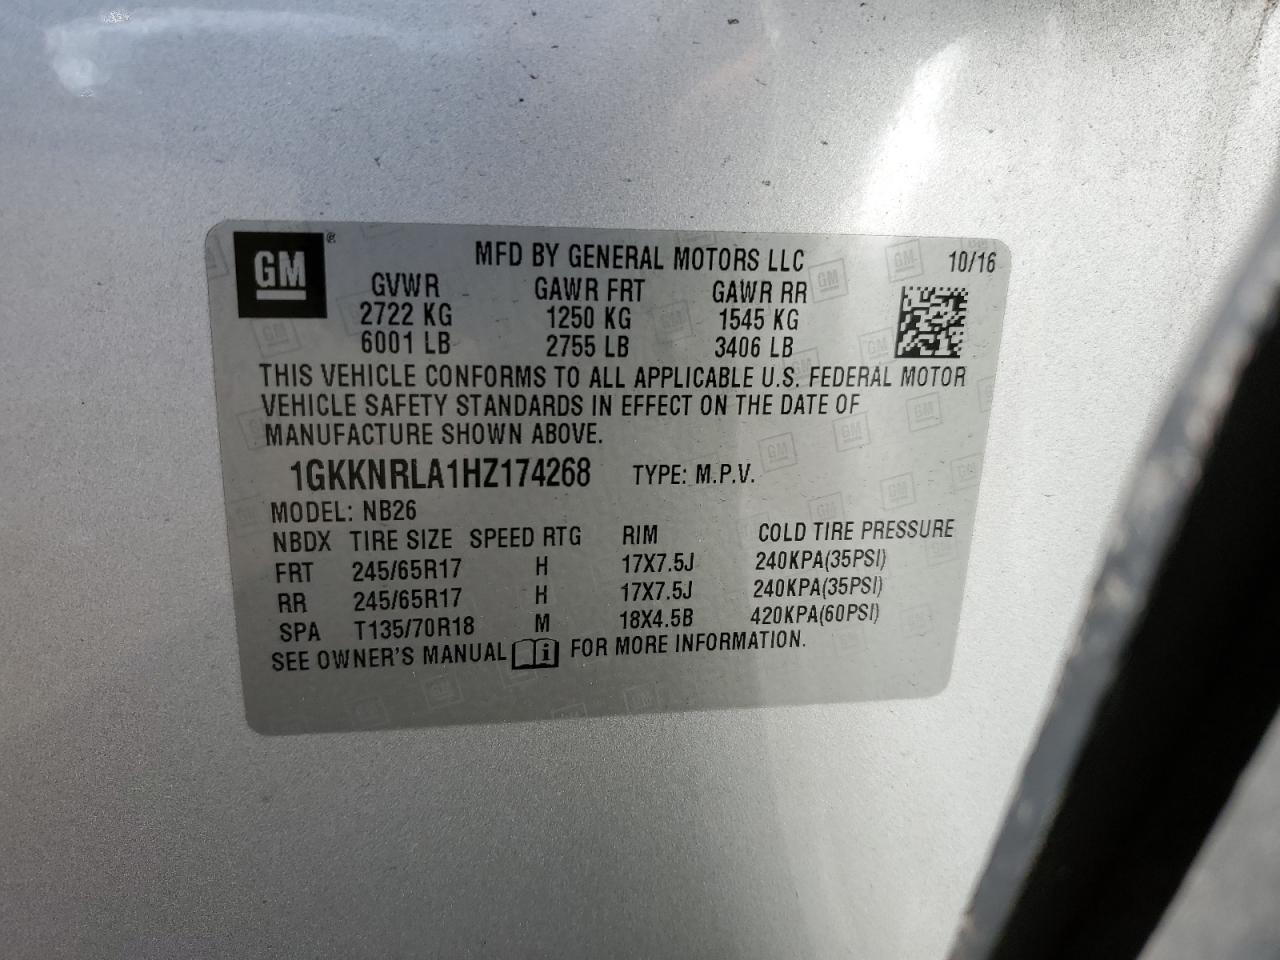 GM ® MFD BY GENERAL MOTORS LLC 10/16
GVWR GAWR FRT GAWR RR
2722 KG 1250 KG 1545 KG
6001 LB 2755 LB 3406 LB
THIS VEHICLE CONFORMS TO ALL APPLICABLE U.S. FEDERAL MOTOR
VEHICLE SAFETY STANDARDS IN EFFECT ON THE DATE OF
MANUFACTURE SHOWN ABOVE.
1GKKNRLA1HZ174268 TYPE: M.P.V.
MODEL: NB26
NBDX TIRE SIZE SPEED RTG RIM COLD TIRE PRESSURE
FRT 245/65R17 H 17X7.5J 240KPA(35PSI)
RR 245/65R17 H 17X7.5J 240KPA(35PSI)
SPA T135/70R18 M 18X4.5B 420KPA(60PSI)
SEE OWNER'S MANUAL i FOR MORE INFORMATION.